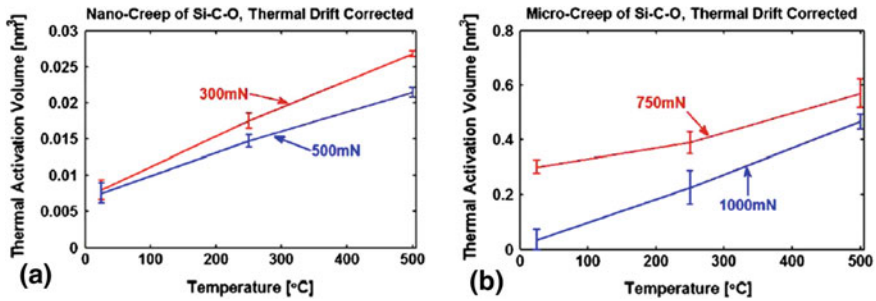 Nano-Creep of Si-C-O, Thermal Drift Corrected
Thermal Activation Volume [nm³]
0.03
0.025
0.02
0.015
0.01
0.005
0
300mN
500mN
0 100 200 300 400 500
Temperature [°C]
(a)
Micro-Creep of Si-C-O, Thermal Drift Corrected
Thermal Activation Volume [nm³]
0.8
0.6
0.4
0.2
0
750mN
1000mN
0 100 200 300 400 500
Temperature [°C]
(b)